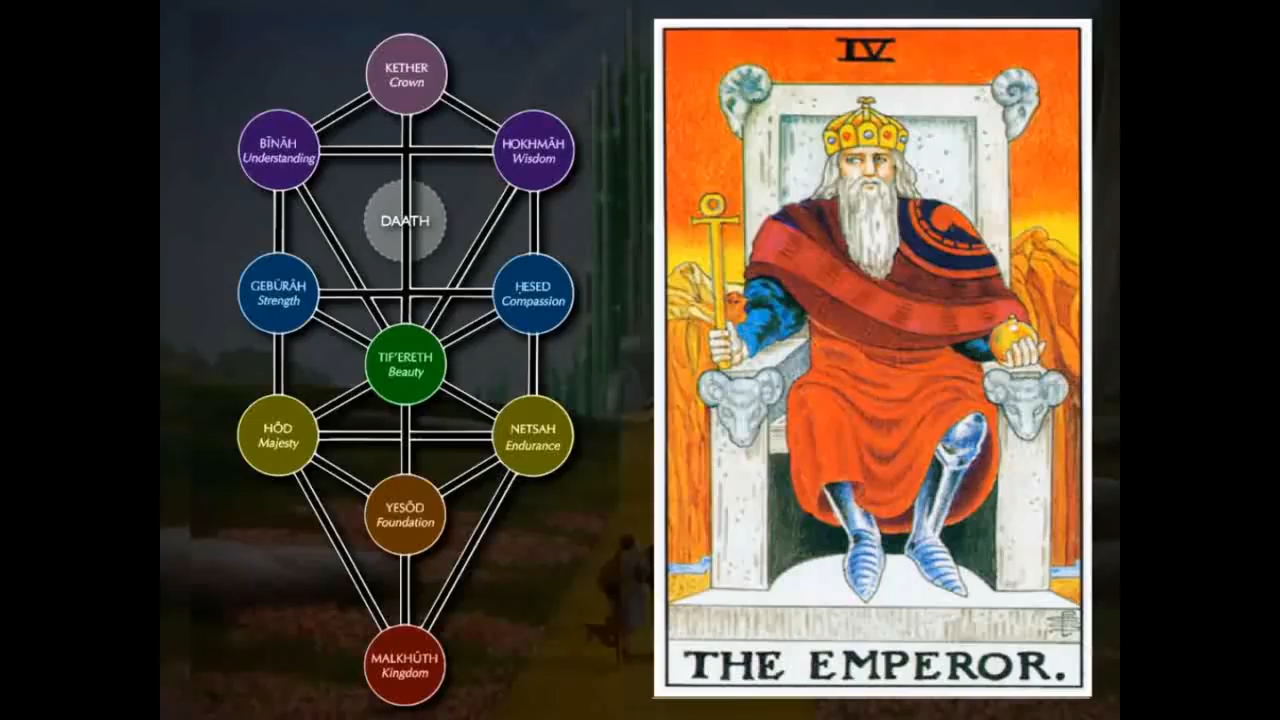 KETHER
Crown
BĪNĀH
Understanding
HOKHMĀH
Wisdom
DAATH
GEBŪRĀH
Strength
ḤESED
Compassion
TIF'ERETH
Beauty
HŌD
Majesty
NETSAH
Endurance
YESŌD
Foundation
MALKHŪTH
Kingdom
IV
THE EMPEROR.